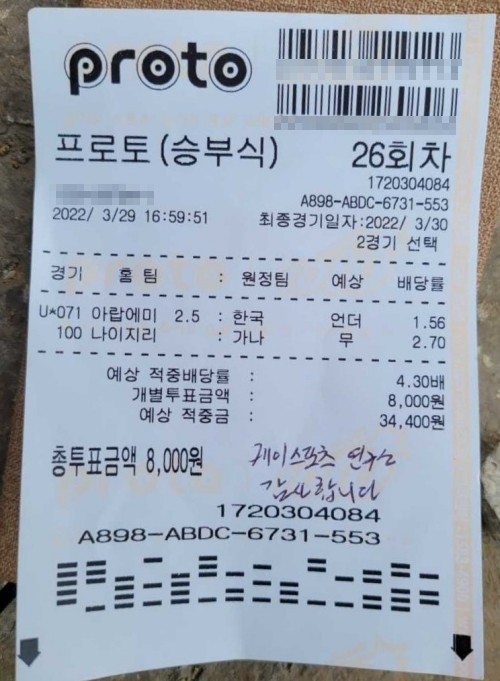 proto
프로토(승부식) 26회차
1720304084
A898-ABDC-6731-553
2022/ 3/29 16:59:51 최종경기일자:2022/ 3/30
2경기 선택
경기 홈 팀 : 원정팀 예상 배당률
U*071 아랍에미 2.5 : 한국 언더 1.56
100 나이지리 : 가나 무 2.70
예상 적중배당률 : 4.30배
개별투표금액 : 8,000원
예상 적중금 : 34,400원
총투표금액 8,000원
케이스포츠 연구소
감사합니다
1720304084
A898-ABDC-6731-553